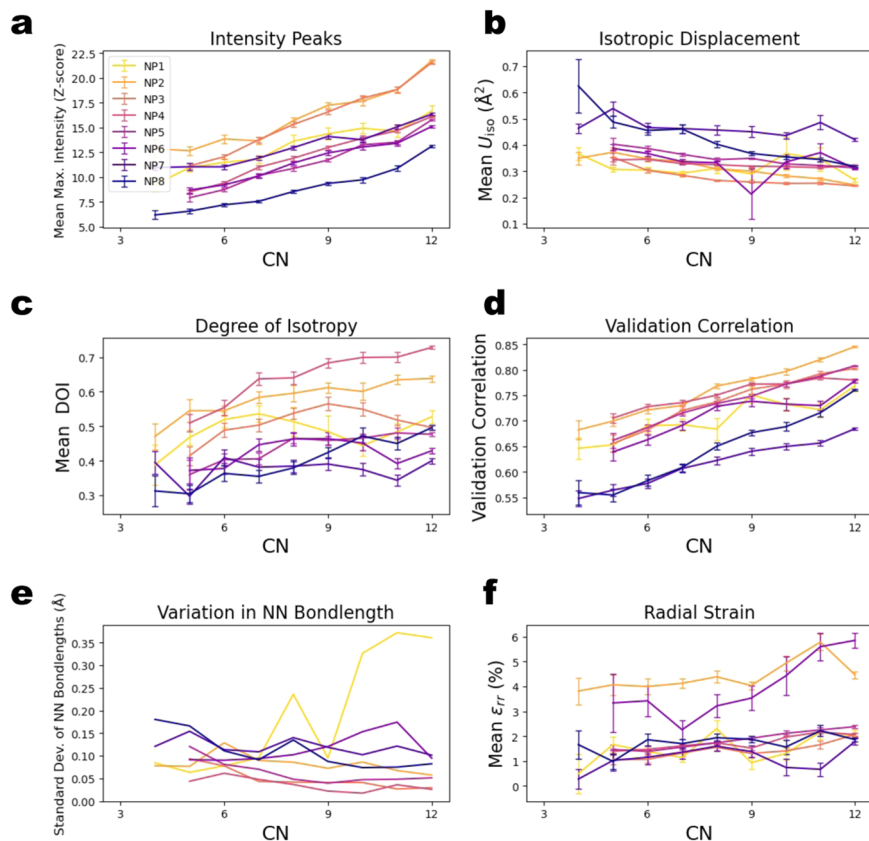 a
Intensity Peaks
Mean Max. Intensity (Z-score)
22.5
20.0
17.5
15.0
12.5
10.0
7.5
5.0
NP1
NP2
NP3
NP4
NP5
NP6
NP7
NP8
3
6
9
12
CN
b
Isotropic Displacement
Mean Uiso (Å²)
0.7
0.6
0.5
0.4
0.3
0.2
0.1
3
6
9
12
CN
c
Degree of Isotropy
Mean DOI
0.7
0.6
0.5
0.4
0.3
3
6
9
12
CN
d
Validation Correlation
Validation Correlation
0.85
0.80
0.75
0.70
0.65
0.60
0.55
3
6
9
12
CN
e
Variation in NN Bondlength
Standard Dev. of NN Bondlengths (Å)
0.35
0.30
0.25
0.20
0.15
0.10
0.05
0.00
3
6
9
12
CN
f
Radial Strain
Mean εrr (%)
6
5
4
3
2
1
0
3
6
9
12
CN